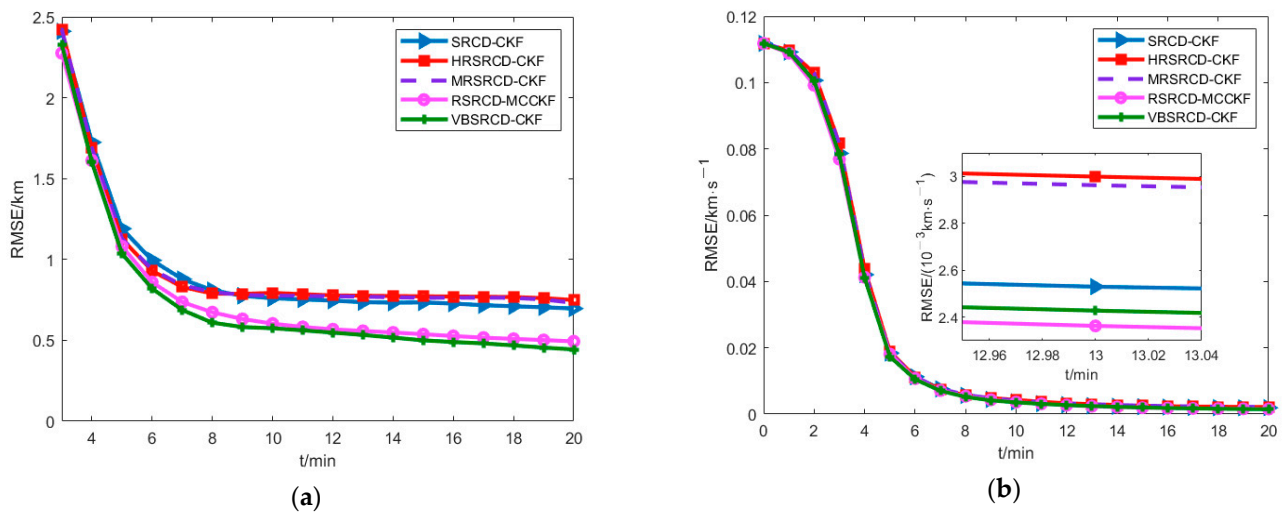 2.5
2
1.5
1
0.5
0
RMSE/km
4 6 8 10 12 14 16 18 20
t/min
SRCD-CKF
HRSRCD-CKF
MRSRCD-CKF
RSRCD-MCCKF
VBSRCD-CKF
(a)
0.12
0.1
0.08
0.06
0.04
0.02
0
RMSE/km·s⁻¹
0 2 4 6 8 10 12 14 16 18 20
t/min
SRCD-CKF
HRSRCD-CKF
MRSRCD-CKF
RSRCD-MCCKF
VBSRCD-CKF
3
2.8
2.6
2.4
RMSE/(10⁻³km·s⁻¹)
12.96 12.98 13 13.02 13.04
t/min
(b)